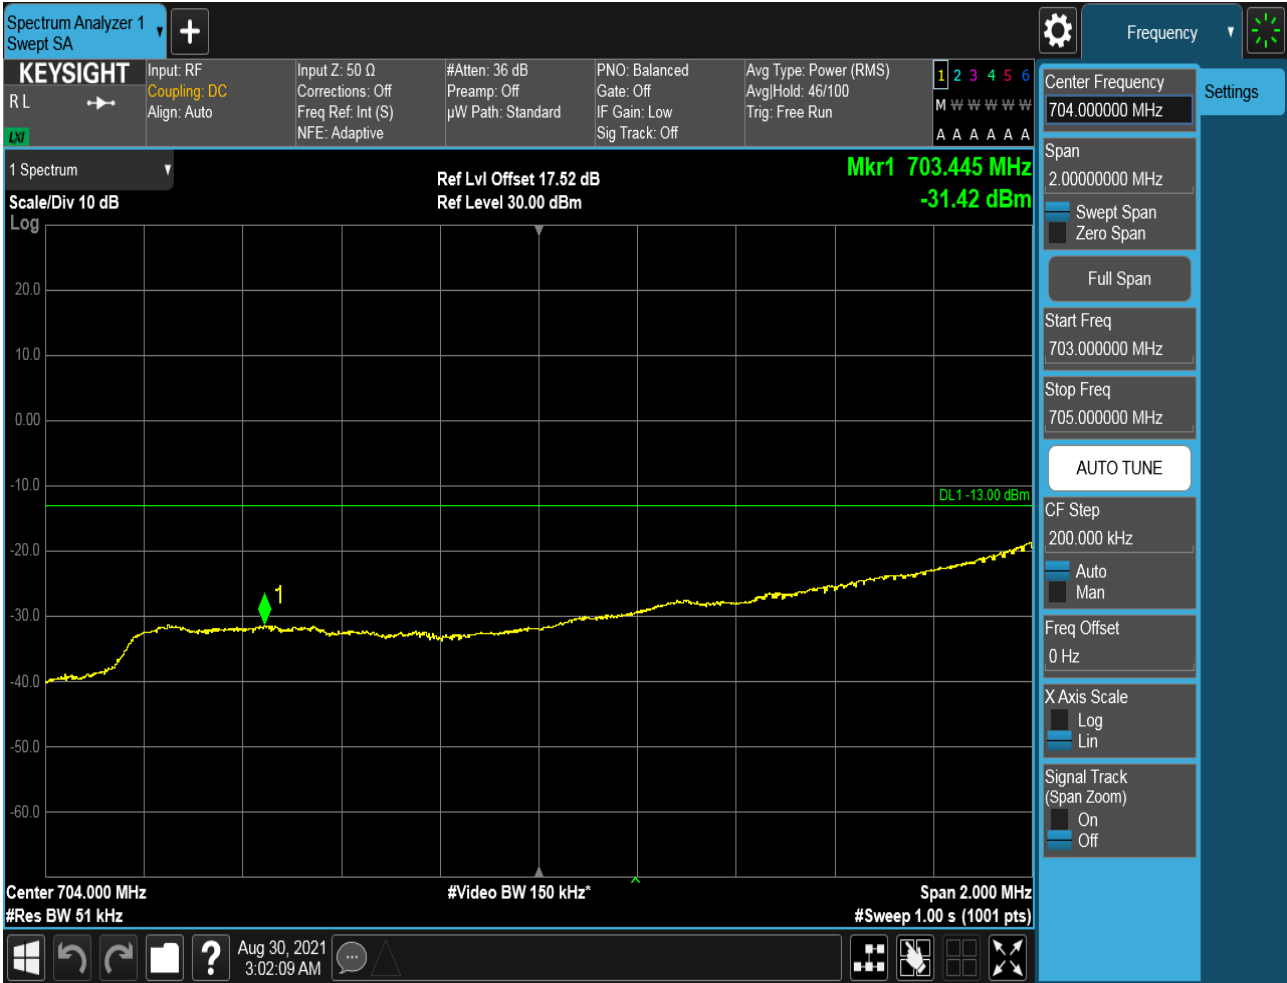 Spectrum Analyzer 1
Swept SA
Frequency
KEYSIGHT
R L
LXI
Input: RF
Coupling: DC
Align: Auto
Input Z: 50 Ω
Corrections: Off
Freq Ref: Int (S)
NFE: Adaptive
#Atten: 36 dB
Preamp: Off
µW Path: Standard
PNO: Balanced
Gate: Off
IF Gain: Low
Sig Track: Off
Avg Type: Power (RMS)
Avg|Hold: 46/100
Trig: Free Run
1 2 3 4 5 6
M W W W W W
A A A A A A
1 Spectrum
Scale/Div 10 dB
Log
Ref Lvl Offset 17.52 dB
Ref Level 30.00 dBm
Mkr1 703.445 MHz
-31.42 dBm
20.0
10.0
0.00
-10.0
-20.0
-30.0
-40.0
-50.0
-60.0
DL1 -13.00 dBm
1
Center 704.000 MHz
#Res BW 51 kHz
#Video BW 150 kHz*
Span 2.000 MHz
#Sweep 1.00 s (1001 pts)
Center Frequency
704.000000 MHz
Settings
Span
2.00000000 MHz
Swept Span
Zero Span
Full Span
Start Freq
703.000000 MHz
Stop Freq
705.000000 MHz
AUTO TUNE
CF Step
200.000 kHz
Auto
Man
Freq Offset
0 Hz
X Axis Scale
Log
Lin
Signal Track
(Span Zoom)
On
Off
?
Aug 30, 2021
3:02:09 AM